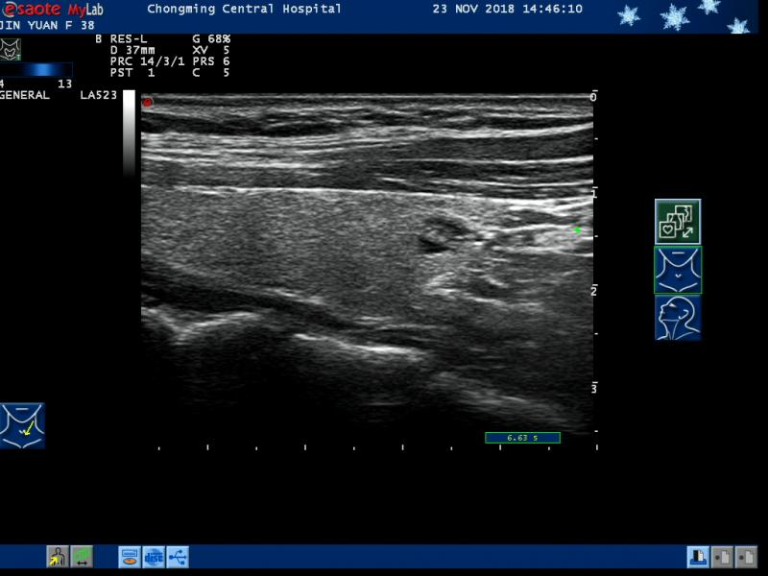 esaote MyLab Chongming Central Hospital 23 NOV 2018 14:46:10
JIN YUAN F 38
B RES-L G 68%
D 37mm XV 5
PRC 14/3/1 PRS 6
PST 1 C 5
4 13
GENERAL LA523
0
1
2
3
6.63 s
disc